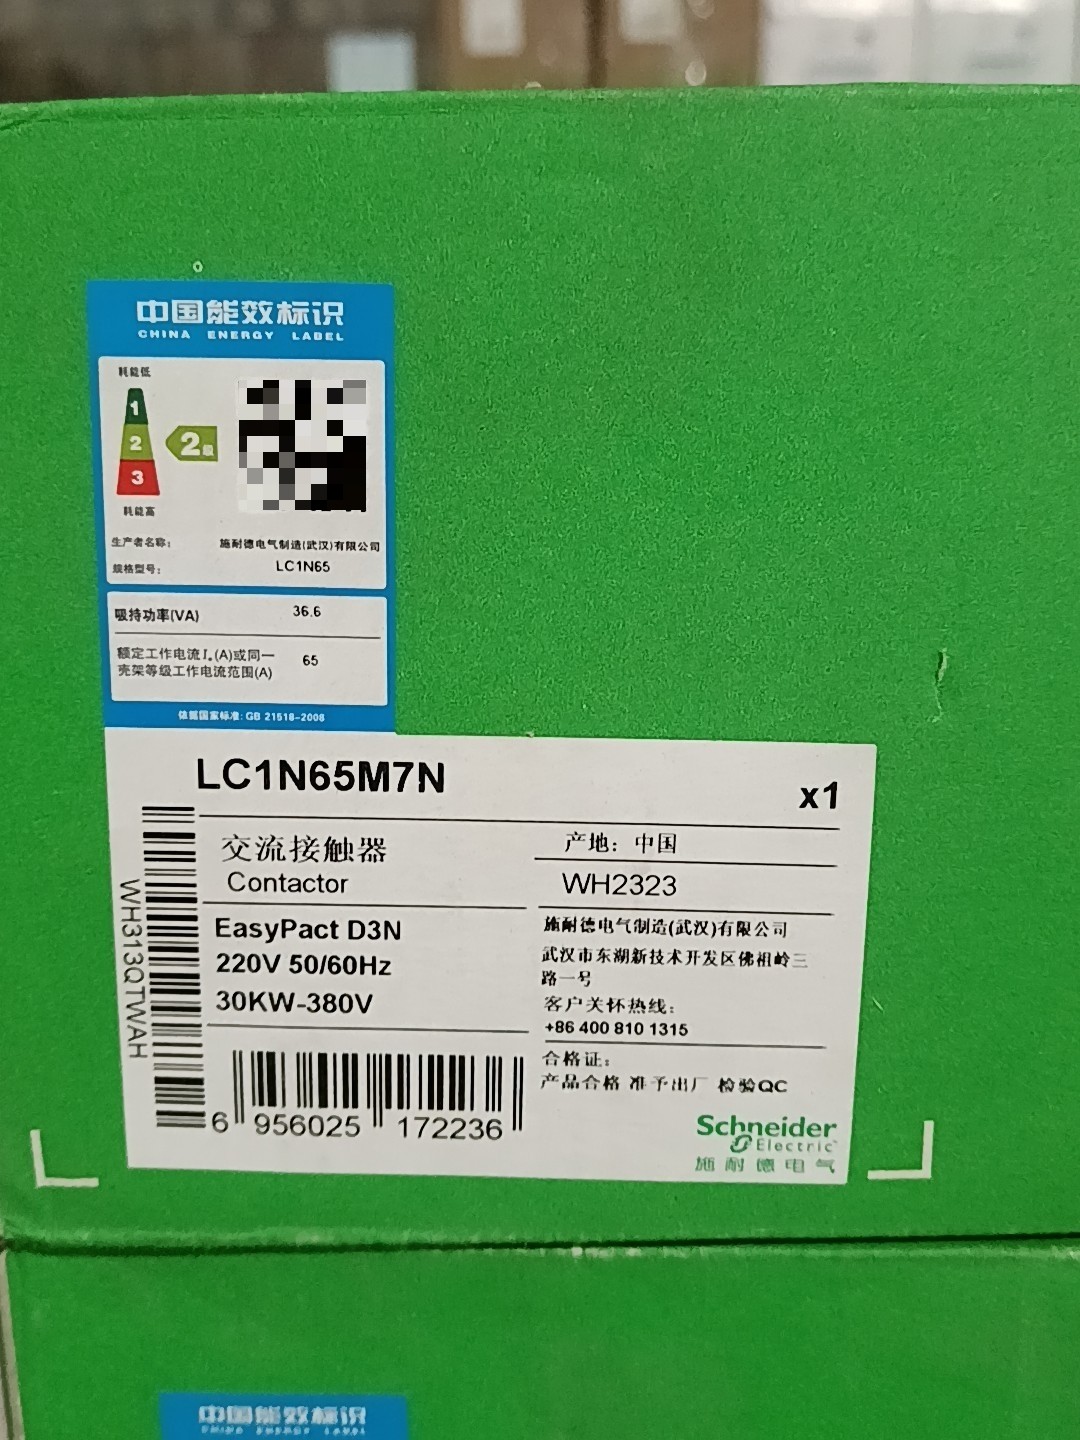 中国能效标识
CHINA ENERGY LABEL
耗能低
1
2
3
2级
耗能高
生产者名称: 施耐德电气制造(武汉)有限公司
规格型号: LC1N65
吸持功率(VA) 36.6
额定工作电流Iₑ(A)或同一
壳架等级工作电流范围(A) 65
依据国家标准: GB 21518-2008
LC1N65M7N
x1
交流接触器
Contactor
EasyPact D3N
220V 50/60Hz
30KW-380V
WH313QTWAH
6 956025 172236
产地: 中国
WH2323
施耐德电气制造(武汉)有限公司
武汉市东湖新技术开发区佛祖岭三
路一号
客户关怀热线:
+86 400 810 1315
合格证:
产品合格 准予出厂 检验QC
Schneider
Electric
施耐德电气
中国能效标识
CHINA ENERGY LABEL